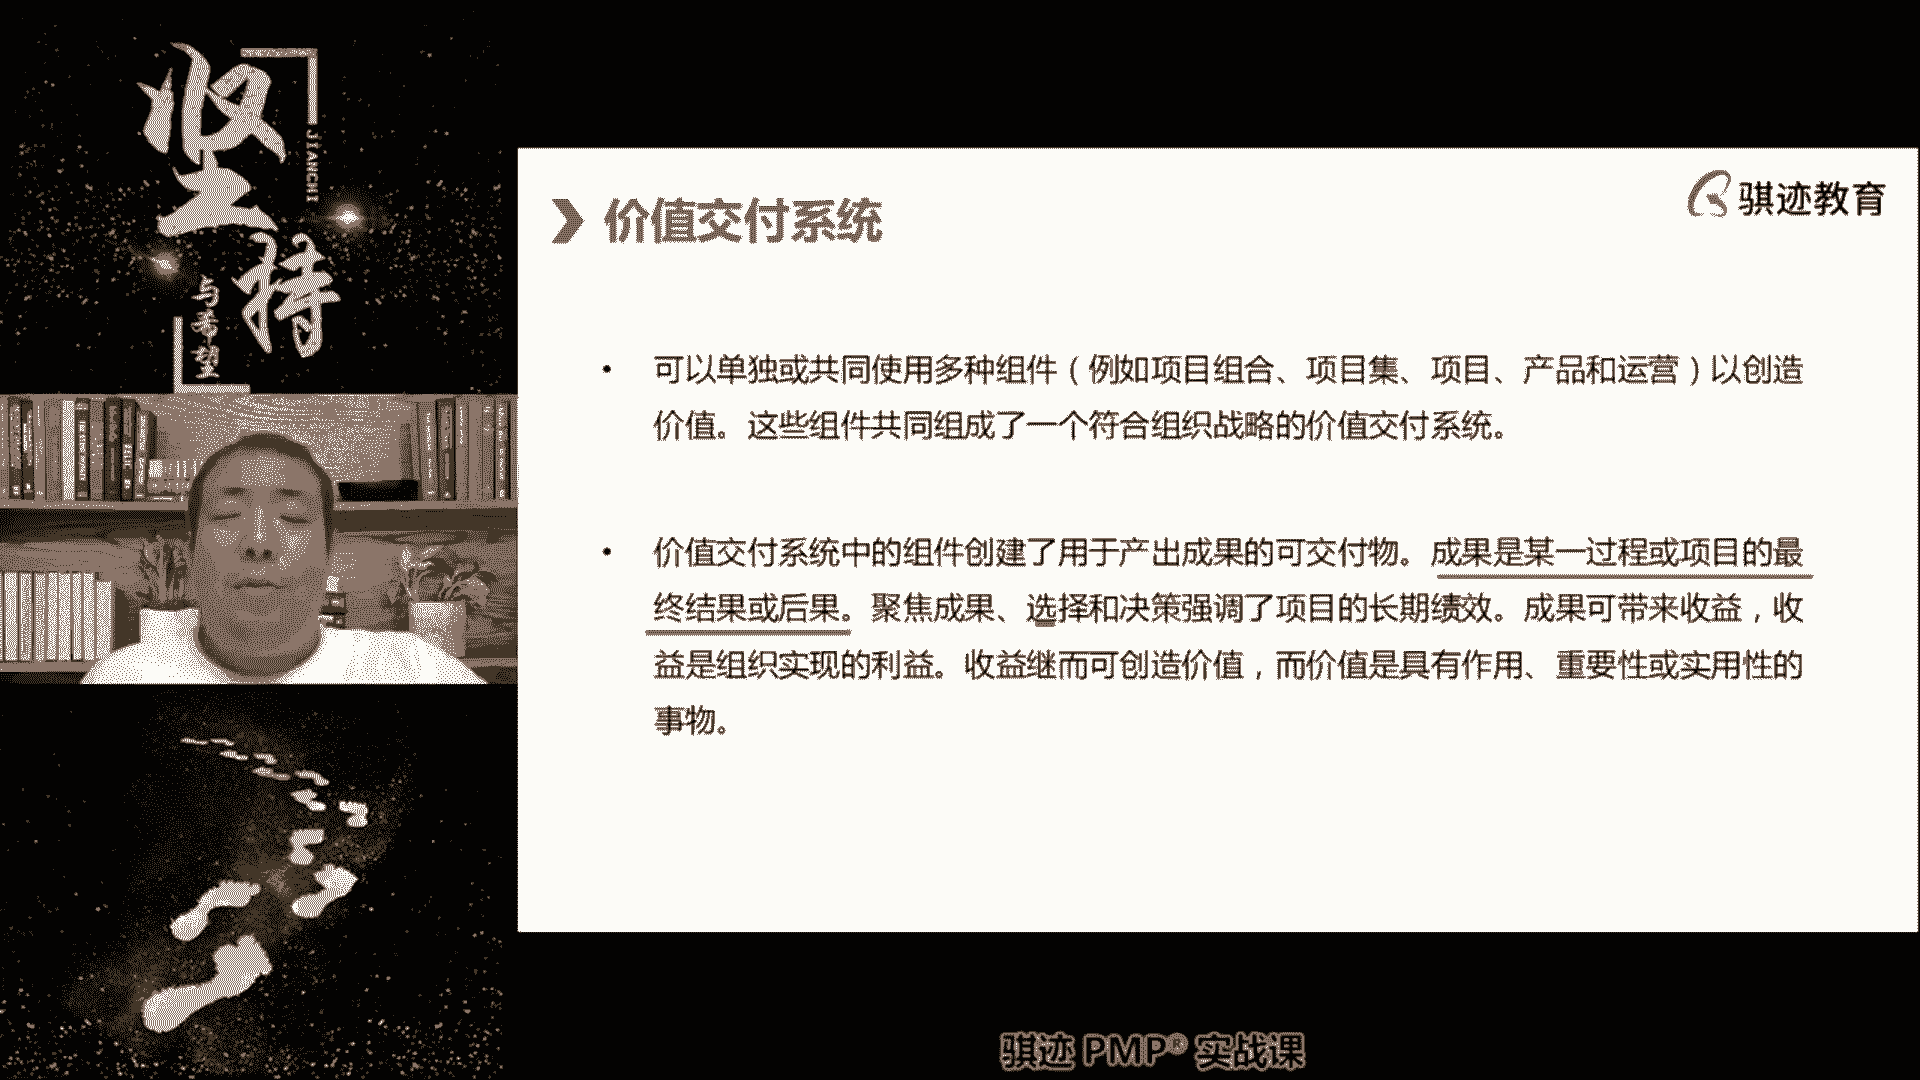 坚持
JIANCHI
与希望
骐迹教育
价值交付系统
• 可以单独或共同使用多种组件（例如项目组合、项目集、项目、产品和运营）以创造
价值。这些组件共同组成了一个符合组织战略的价值交付系统。
• 价值交付系统中的组件创建了用于产出成果的可交付物。成果是某一过程或项目的最
终结果或后果。聚焦成果、选择和决策强调了项目的长期绩效。成果可带来收益，收
益是组织实现的利益。收益继而可创造价值，而价值是具有作用、重要性或实用性的
事物。
骐迹 PMP® 实战课